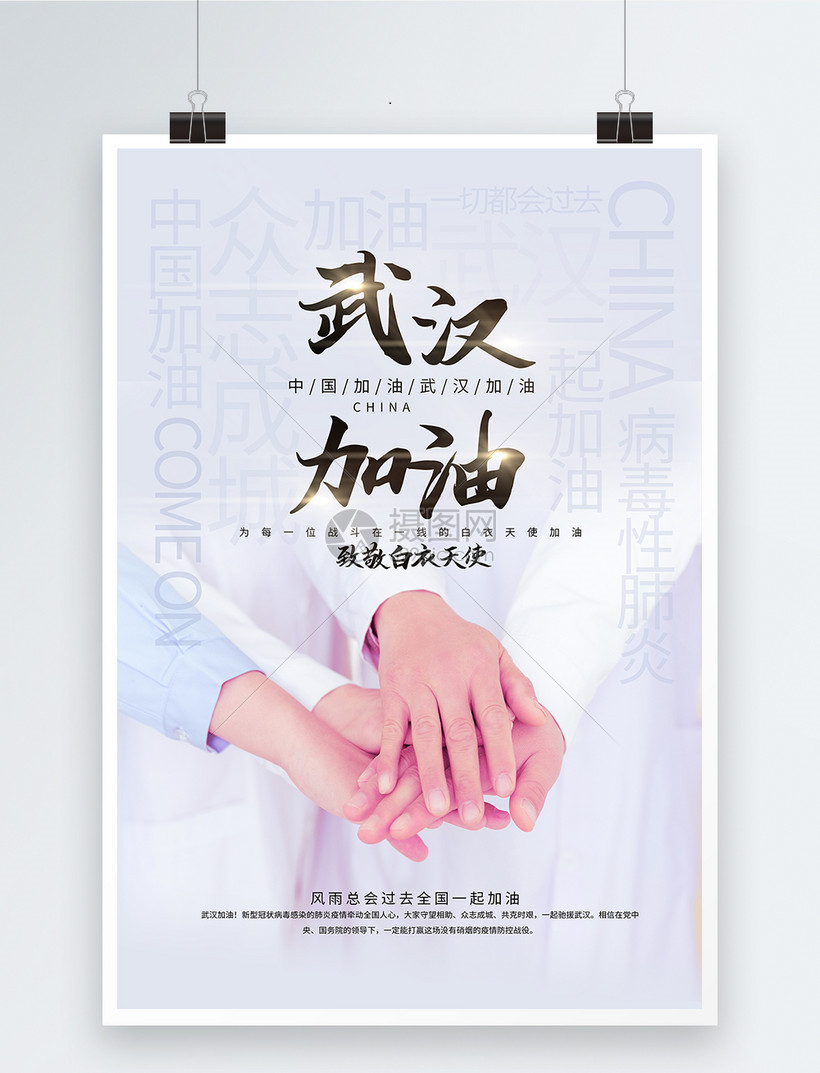 中国加油 COME ON
众志成城
加油
一切都会过去
武汉
一起加油
CHINA
病毒性肺炎
武汉
中/国/加/油/武/汉/加/油
CHINA
加油
为每一位战斗在一线的白衣天使加油
摄图网
致敬白衣天使
风雨总会过去全国一起加油
武汉加油！新型冠状病毒感染的肺炎疫情牵动全国人心，大家守望相助、众志成城、共克时艰，一起驰援武汉。相信在党中
央、国务院的领导下，一定能打赢这场没有硝烟的疫情防控战役。